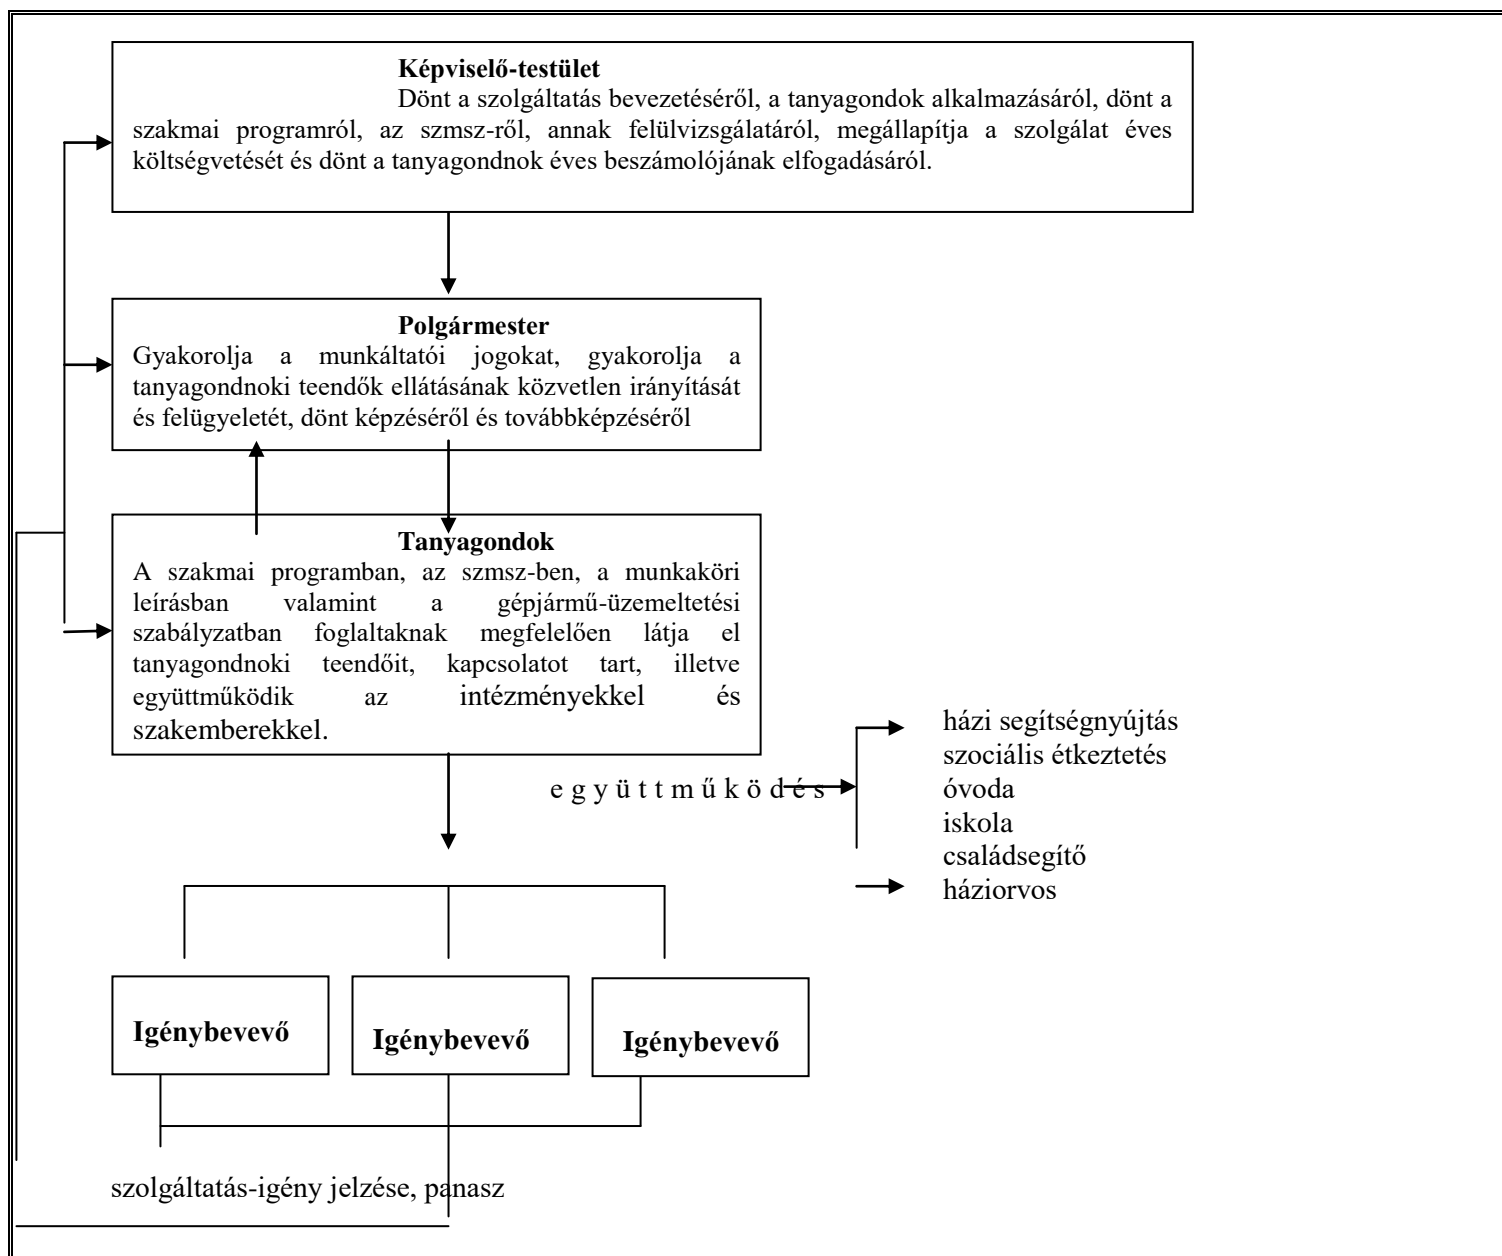 Képviselő-testület
Dönt a szolgáltatás bevezetéséről, a tanyagondok alkalmazásáról, dönt a
szakmai programról, az szmsz-ről, annak felülvizsgálatáról, megállapítja a szolgálat éves
költségvetését és dönt a tanyagondnok éves beszámolójának elfogadásáról.
Polgármester
Gyakorolja a munkáltatói jogokat, gyakorolja a
tanyagondnoki teendők ellátásának közvetlen irányítását
és felügyeletét, dönt képzéséről és továbbképzéséről
Tanyagondok
A szakmai programban, az szmsz-ben, a munkaköri
leírásban valamint a gépjármű-üzemeltetési
szabályzatban foglaltaknak megfelelően látja el
tanyagondnoki teendőit, kapcsolatot tart, illetve
együttműködik az intézményekkel és
szakemberekkel.
e g y ü t t m ű k ö d é s
házi segítségnyújtás
szociális étkeztetés
óvoda
iskola
családsegítő
háziorvos
Igénybevevő
Igénybevevő
Igénybevevő
szolgáltatás-igény jelzése, panasz